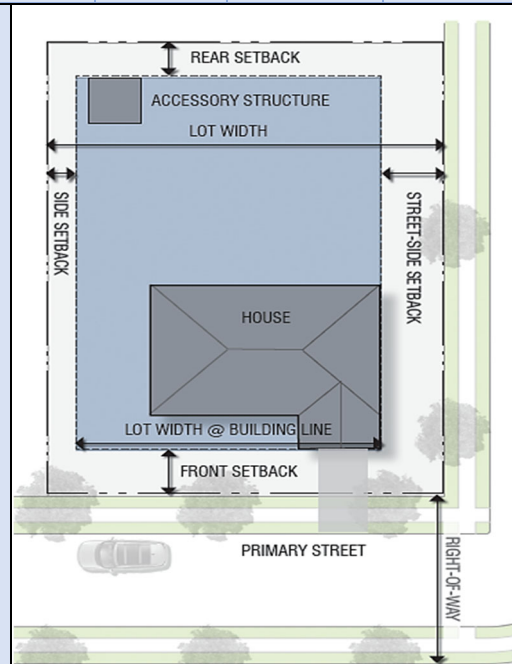 REAR SETBACK
ACCESSORY STRUCTURE
LOT WIDTH
SIDE SETBACK
STREET-SIDE SETBACK
HOUSE
LOT WIDTH @ BUILDING LINE
FRONT SETBACK
PRIMARY STREET
RIGHT-OF-WAY